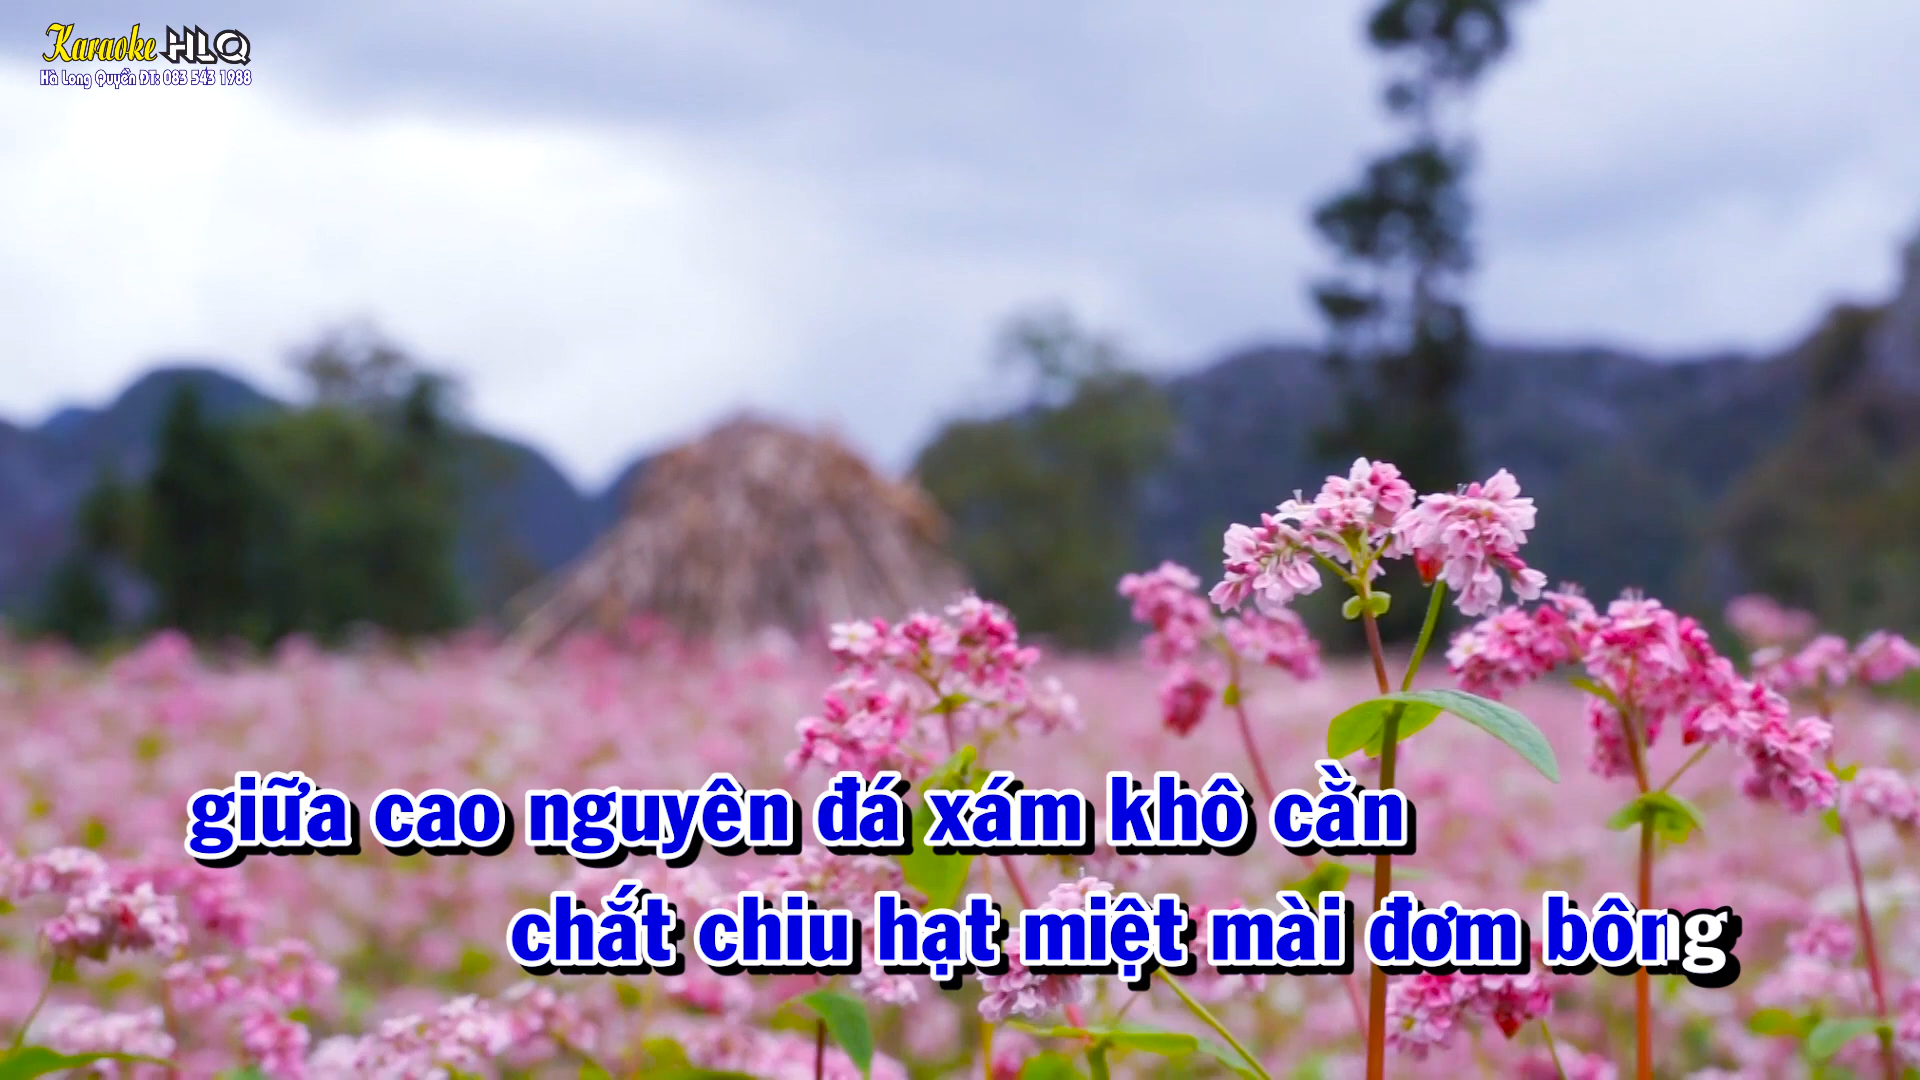 Karaoke HLQ
Hà Long Quyền ĐT: 083 543 1988
giữa cao nguyên đá xám khô cằn
chắt chiu hạt miệt mài đơm bông